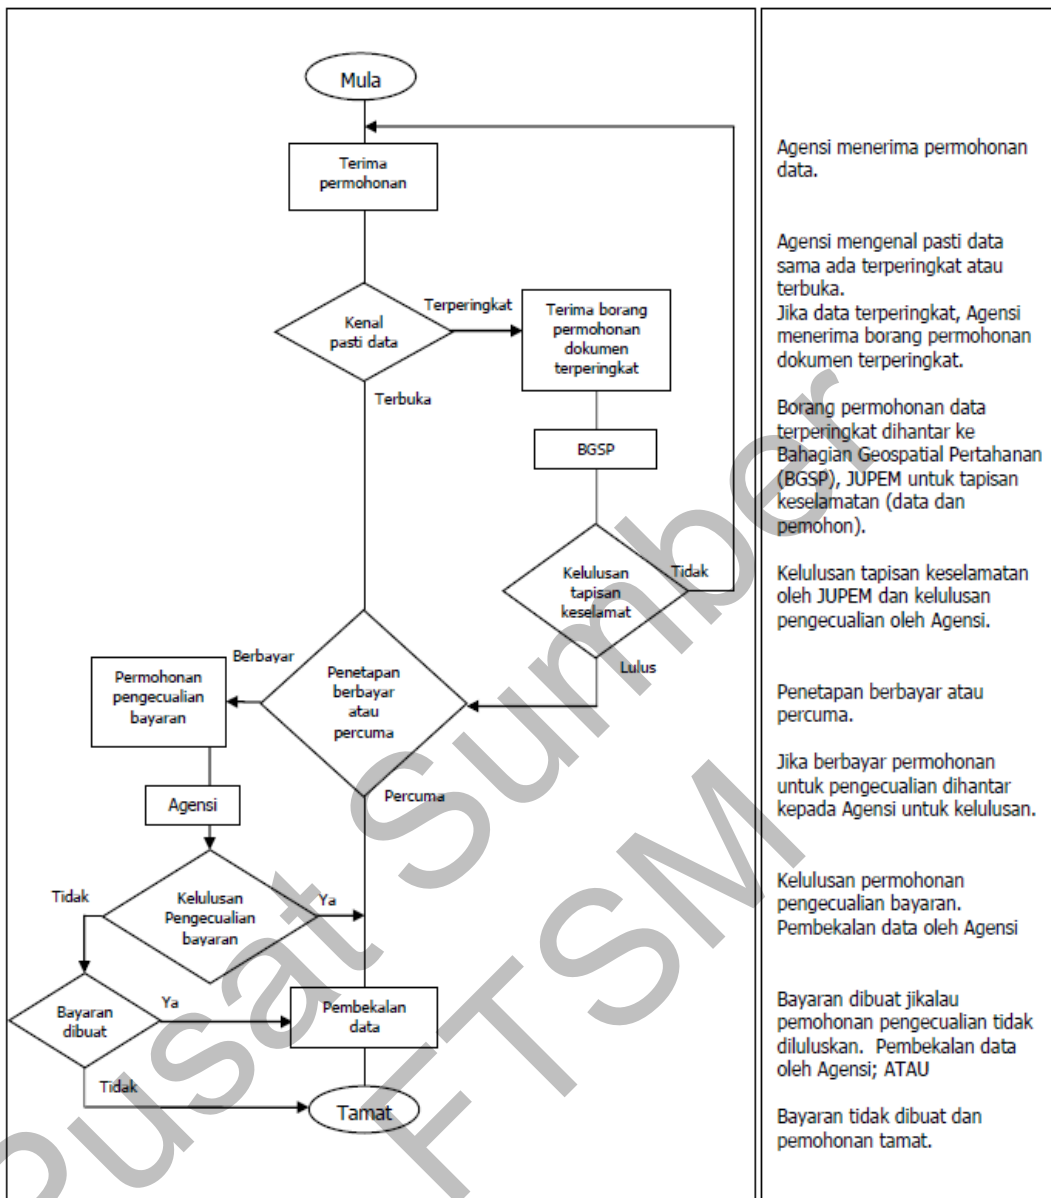 Mula
Terima
permohonan
Kenal
pasti data
Terperingkat
Terima borang
permohonan
dokumen
terperingkat
Terbuka
BGSP
Kelulusan
tapisan
keselamat
Tidak
Lulus
Penetapan
berbayar
atau
percuma
Berbayar
Permohonan
pengecualian
bayaran
Percuma
Agensi
Kelulusan
Pengecualian
bayaran
Tidak
Ya
Bayaran
dibuat
Ya
Pembekalan
data
Tidak
Tamat
Agensi menerima permohonan
data.
Agensi mengenal pasti data
sama ada terperingkat atau
terbuka.
Jika data terperingkat, Agensi
menerima borang permohonan
dokumen terperingkat.
Borang permohonan data
terperingkat dihantar ke
Bahagian Geospatial Pertahanan
(BGSP), JUPEM untuk tapisan
keselamatan (data dan
pemohon).
Kelulusan tapisan keselamatan
oleh JUPEM dan kelulusan
pengecualian oleh Agensi.
Penetapan berbayar atau
percuma.
Jika berbayar permohonan
untuk pengecualian dihantar
kepada Agensi untuk kelulusan.
Kelulusan permohonan
pengecualian bayaran.
Pembekalan data oleh Agensi
Bayaran dibuat jikalau
pemohonan pengecualian tidak
diluluskan. Pembekalan data
oleh Agensi; ATAU
Bayaran tidak dibuat dan
pemohonan tamat.
Pusat Sumber
FTSM